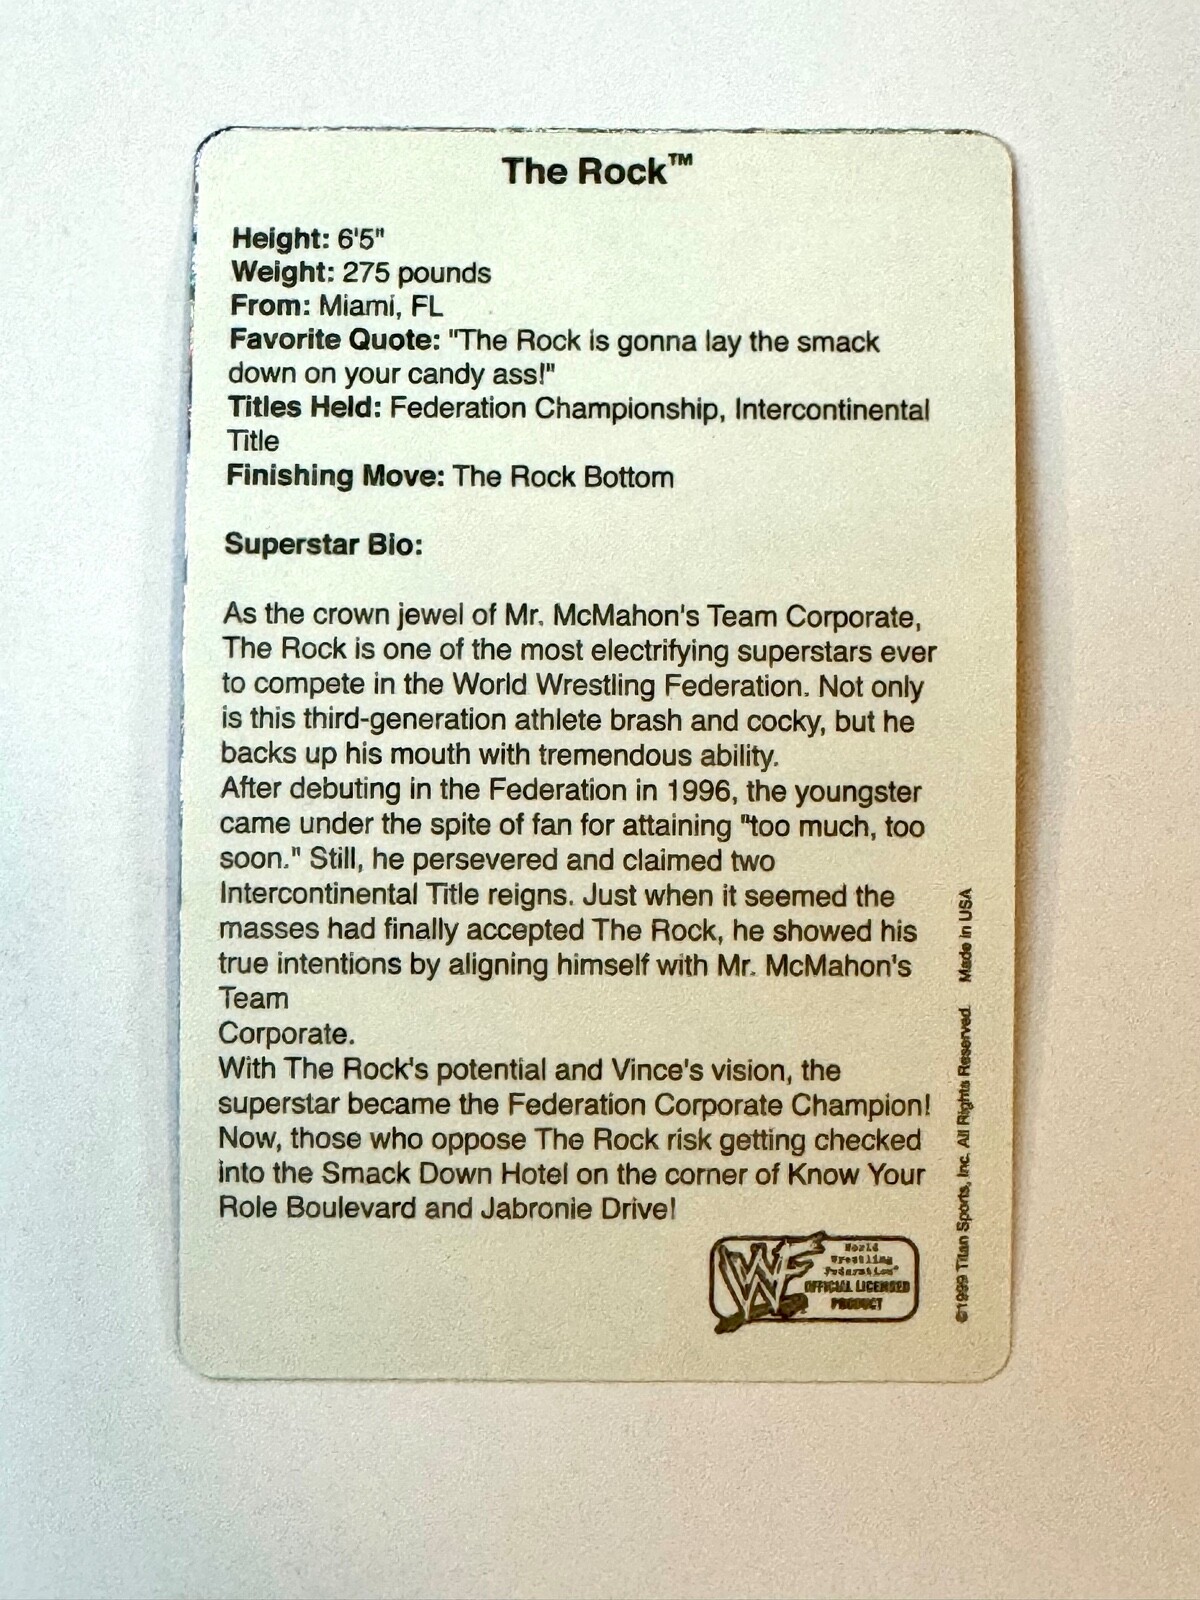 The Rock™
Height: 6'5"
Weight: 275 pounds
From: Miami, FL
Favorite Quote: "The Rock is gonna lay the smack
down on your candy ass!"
Titles Held: Federation Championship, Intercontinental
Title
Finishing Move: The Rock Bottom
Superstar Bio:
As the crown jewel of Mr. McMahon's Team Corporate,
The Rock is one of the most electrifying superstars ever
to compete in the World Wrestling Federation. Not only
is this third-generation athlete brash and cocky, but he
backs up his mouth with tremendous ability.
After debuting in the Federation in 1996, the youngster
came under the spite of fan for attaining "too much, too
soon." Still, he persevered and claimed two
Intercontinental Title reigns. Just when it seemed the
masses had finally accepted The Rock, he showed his
true intentions by aligning himself with Mr. McMahon's
Team
Corporate.
With The Rock's potential and Vince's vision, the
superstar became the Federation Corporate Champion!
Now, those who oppose The Rock risk getting checked
into the Smack Down Hotel on the corner of Know Your
Role Boulevard and Jabronie Drive!
WF
World
Wrestling
Federation
OFFICIAL LICENSED
PRODUCT
©1999 Titan Sports, Inc. All Rights Reserved. Made in USA